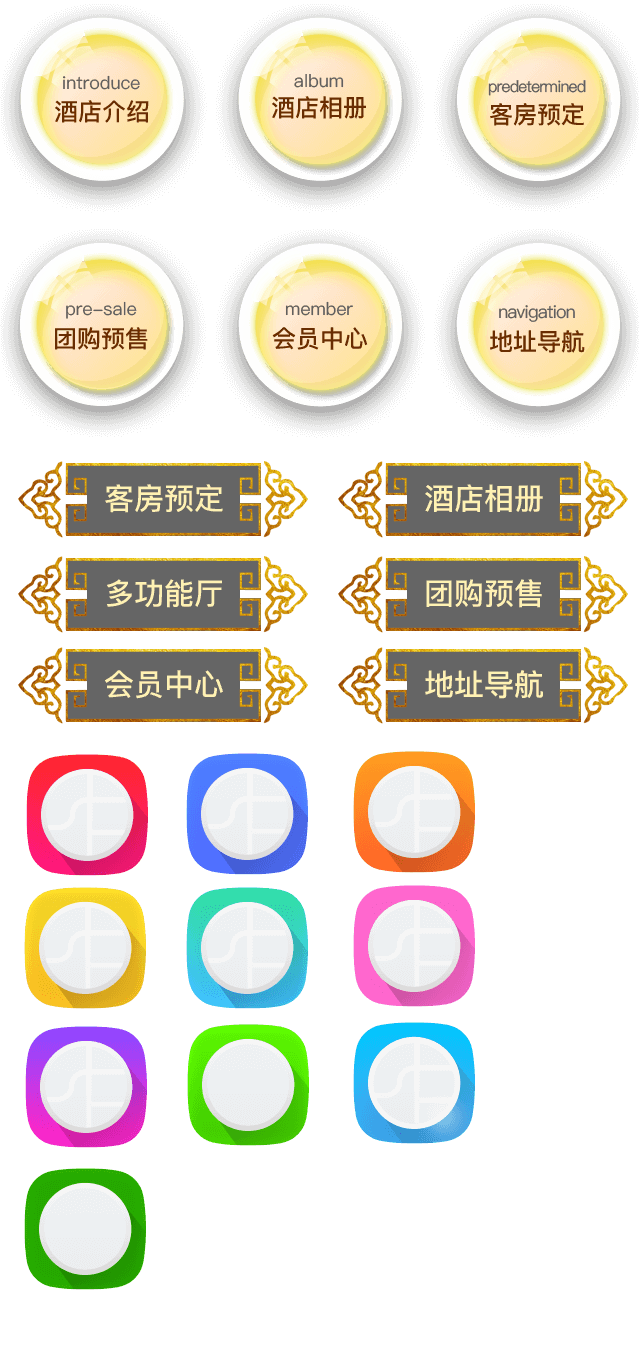 introduce
酒店介绍
album
酒店相册
predetermined
客房预定
pre-sale
团购预售
member
会员中心
navigation
地址导航
客房预定
酒店相册
多功能厅
团购预售
会员中心
地址导航